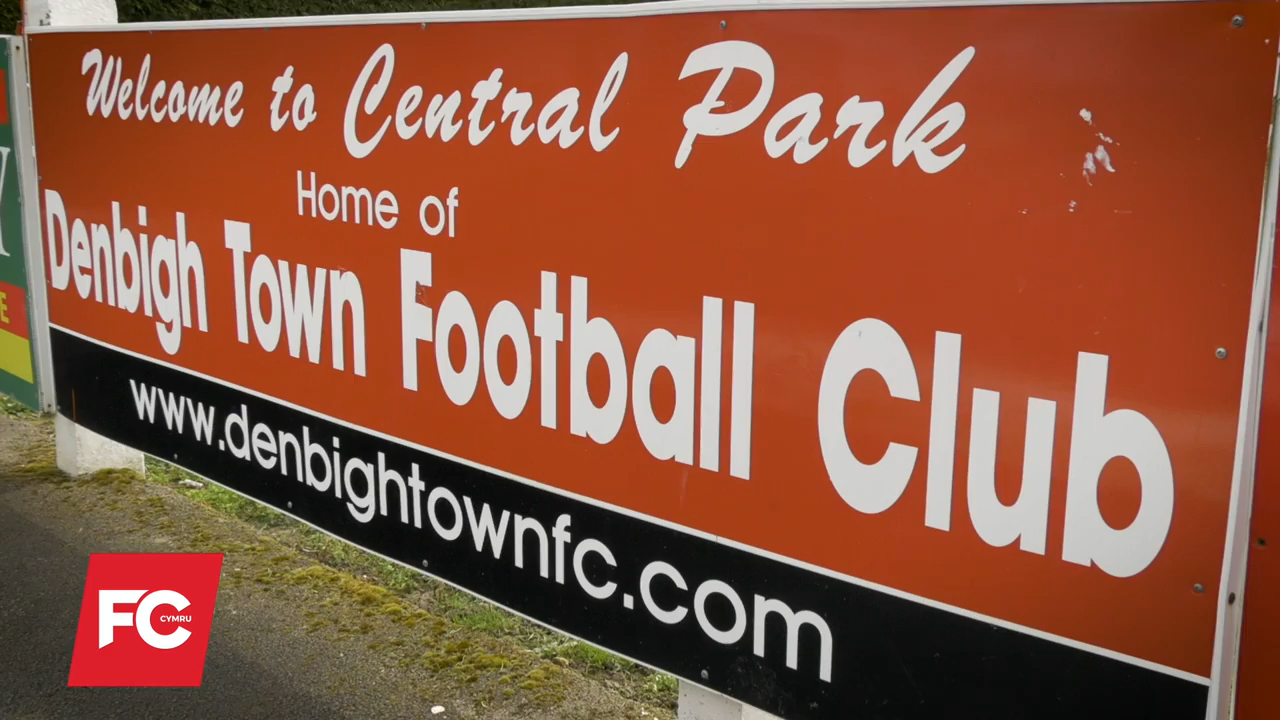 Welcome to Central Park
Home of
Denbigh Town Football Club
www.denbightownfc.com
FC CYMRU